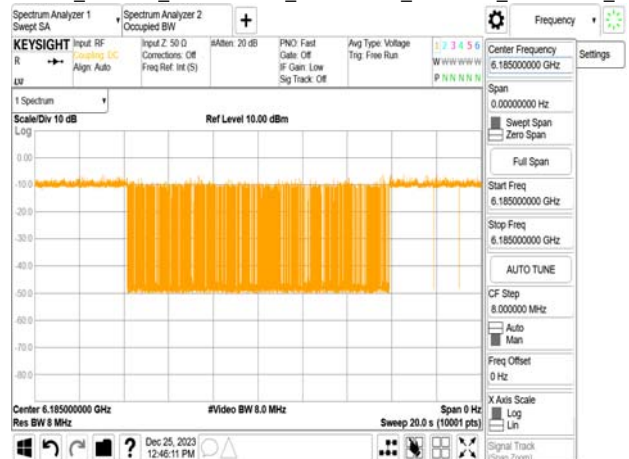 Spectrum Analyzer 1
Swept SA
Spectrum Analyzer 2
Occupied BW
+
Frequency
KEYSIGHT
R
Input: RF
Coupling: DC
Align: Auto
Input Z: 50 Ω
Corrections: Off
Freq Ref: Int (S)
#Atten: 20 dB
PNO: Fast
Gate: Off
IF Gain: Low
Sig Track: Off
Avg Type: Voltage
Trig: Free Run
1 2 3 4 5 6
W W W W W W
P N N N N N
1 Spectrum
Scale/Div 10 dB
Ref Level 10.00 dBm
Log
0.00
-10.0
-20.0
-30.0
-40.0
-50.0
-60.0
-70.0
-80.0
Center 6.185000000 GHz
Res BW 8 MHz
#Video BW 8.0 MHz
Span 0 Hz
Sweep 20.0 s (10001 pts)
?
Dec 25, 2023
12:46:11 PM
Center Frequency
6.185000000 GHz
Settings
Span
0.00000000 Hz
Swept Span
Zero Span
Full Span
Start Freq
6.185000000 GHz
Stop Freq
6.185000000 GHz
AUTO TUNE
CF Step
8.000000 MHz
Auto
Man
Freq Offset
0 Hz
X Axis Scale
Log
Lin
Signal Track
(Span Zoom)